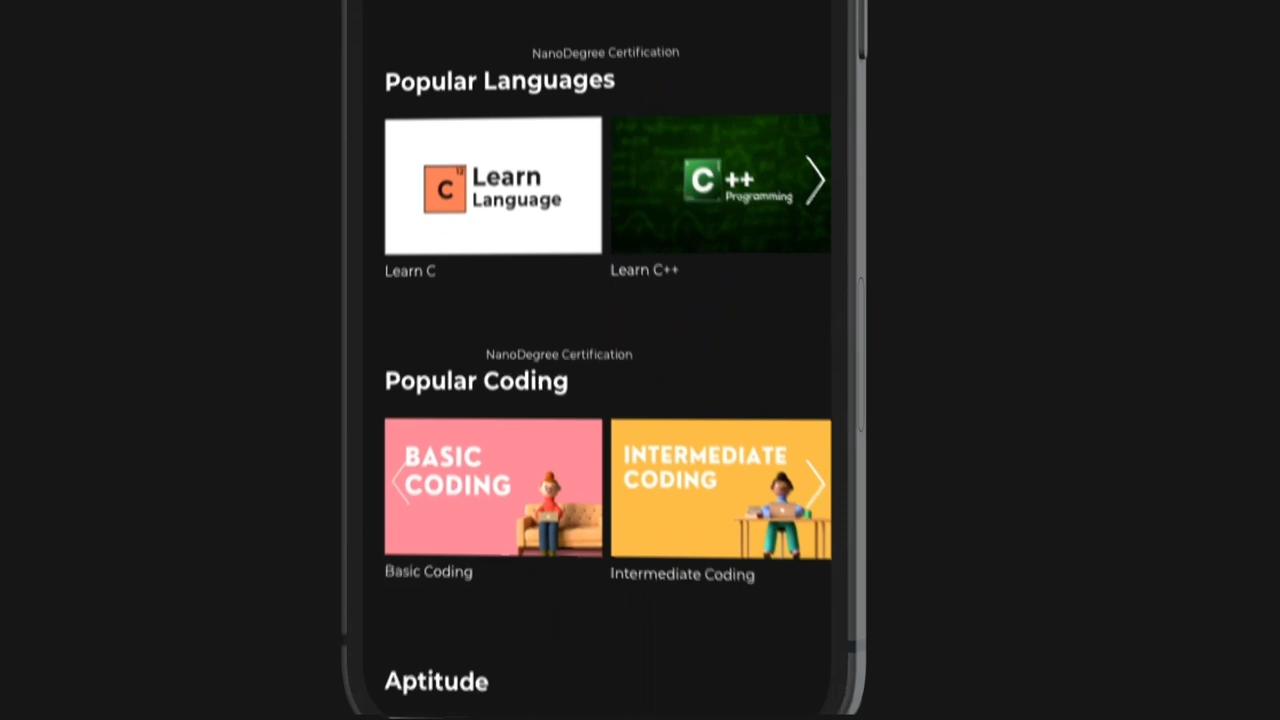 NanoDegree Certification
Popular Languages
C
12
Learn
Language
C
++
Programming
Learn C
Learn C++
NanoDegree Certification
Popular Coding
BASIC
CODING
INTERMEDIATE
CODING
Basic Coding
Intermediate Coding
Aptitude